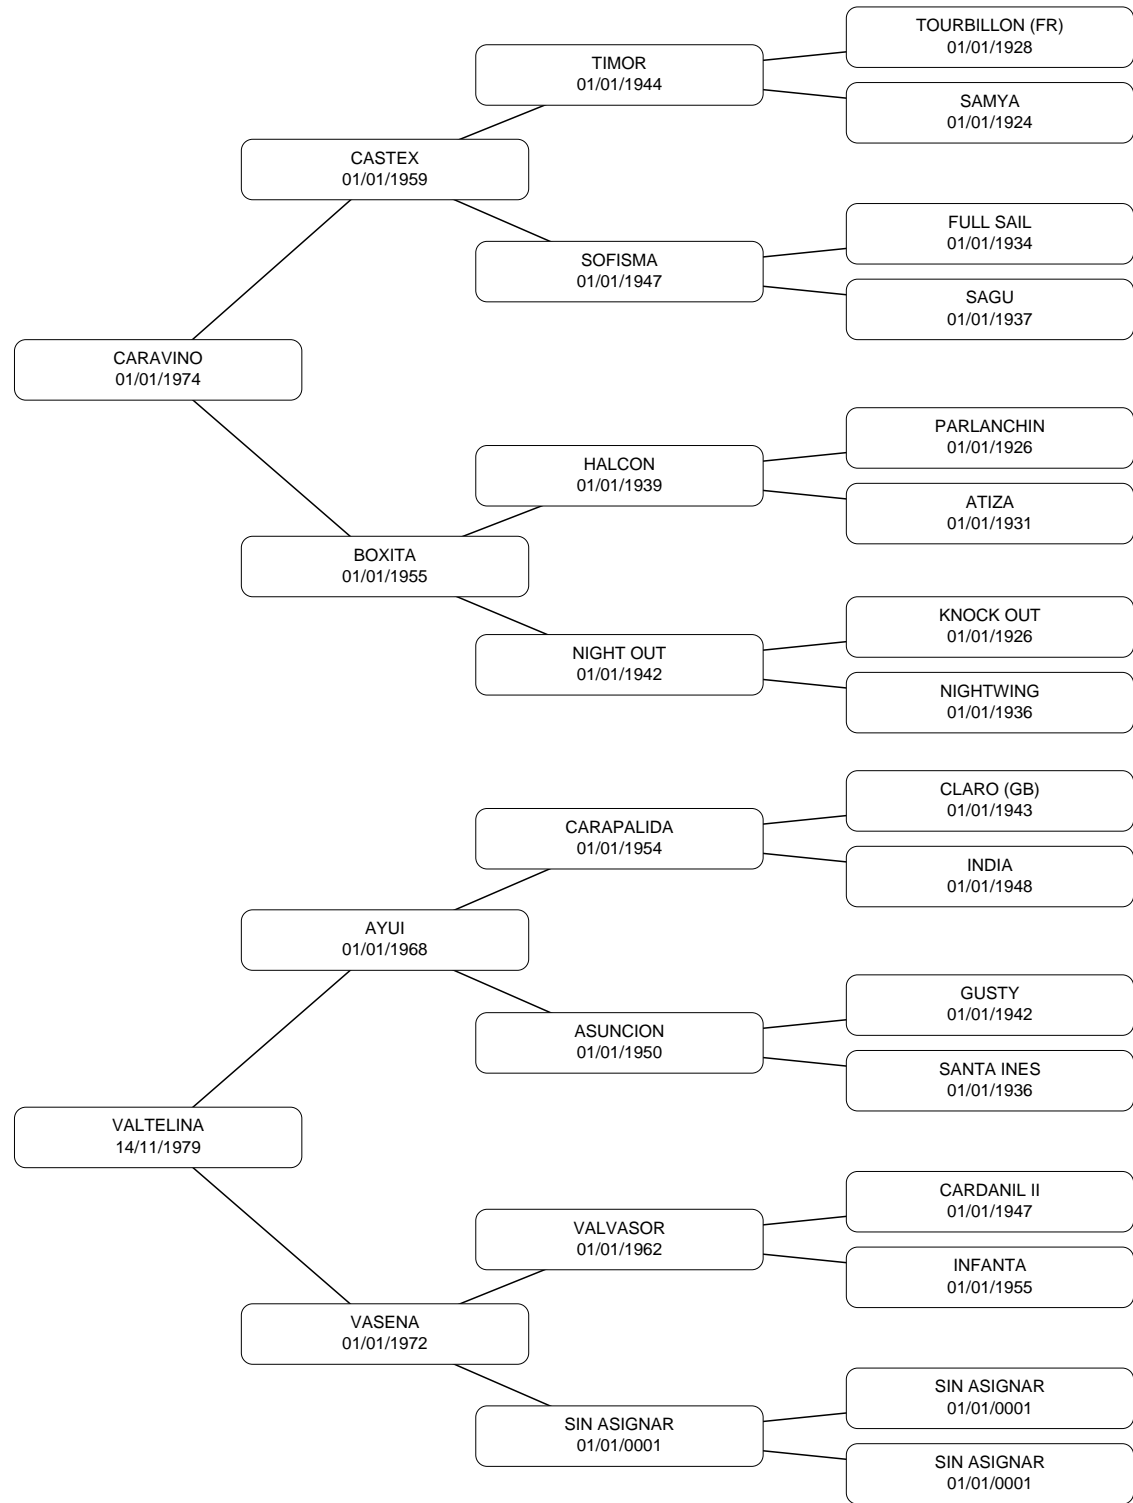 TOURBILLON (FR)
01/01/1928
TIMOR
01/01/1944
SAMYA
01/01/1924
CASTEX
01/01/1959
FULL SAIL
01/01/1934
SOFISMA
01/01/1947
SAGU
01/01/1937
CARAVINO
01/01/1974
PARLANCHIN
01/01/1926
HALCON
01/01/1939
ATIZA
01/01/1931
BOXITA
01/01/1955
KNOCK OUT
01/01/1926
NIGHT OUT
01/01/1942
NIGHTWING
01/01/1936
CLARO (GB)
01/01/1943
CARAPALIDA
01/01/1954
INDIA
01/01/1948
AYUI
01/01/1968
GUSTY
01/01/1942
ASUNCION
01/01/1950
SANTA INES
01/01/1936
VALTELINA
14/11/1979
CARDANIL II
01/01/1947
VALVASOR
01/01/1962
INFANTA
01/01/1955
VASENA
01/01/1972
SIN ASIGNAR
01/01/0001
SIN ASIGNAR
01/01/0001
SIN ASIGNAR
01/01/0001